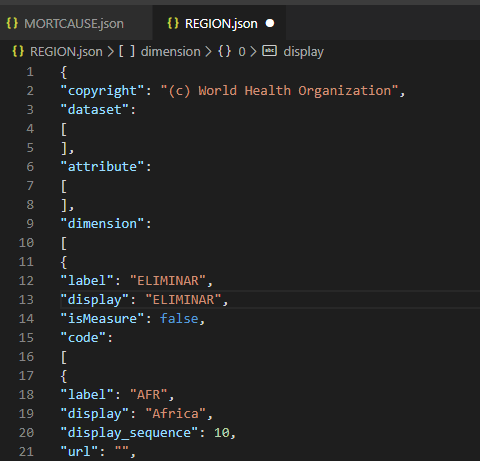 {} MORTCAUSE.json {} REGION.json ●
{} REGION.json > [ ] dimension > {} 0 > abc display
1 {
2 "copyright": "(c) World Health Organization",
3 "dataset":
4 [
5 ],
6 "attribute":
7 [
8 ],
9 "dimension":
10 [
11 {
12 "label": "ELIMINAR",
13 "display": "ELIMINAR",
14 "isMeasure": false,
15 "code":
16 [
17 {
18 "label": "AFR",
19 "display": "Africa",
20 "display_sequence": 10,
21 "url": "",